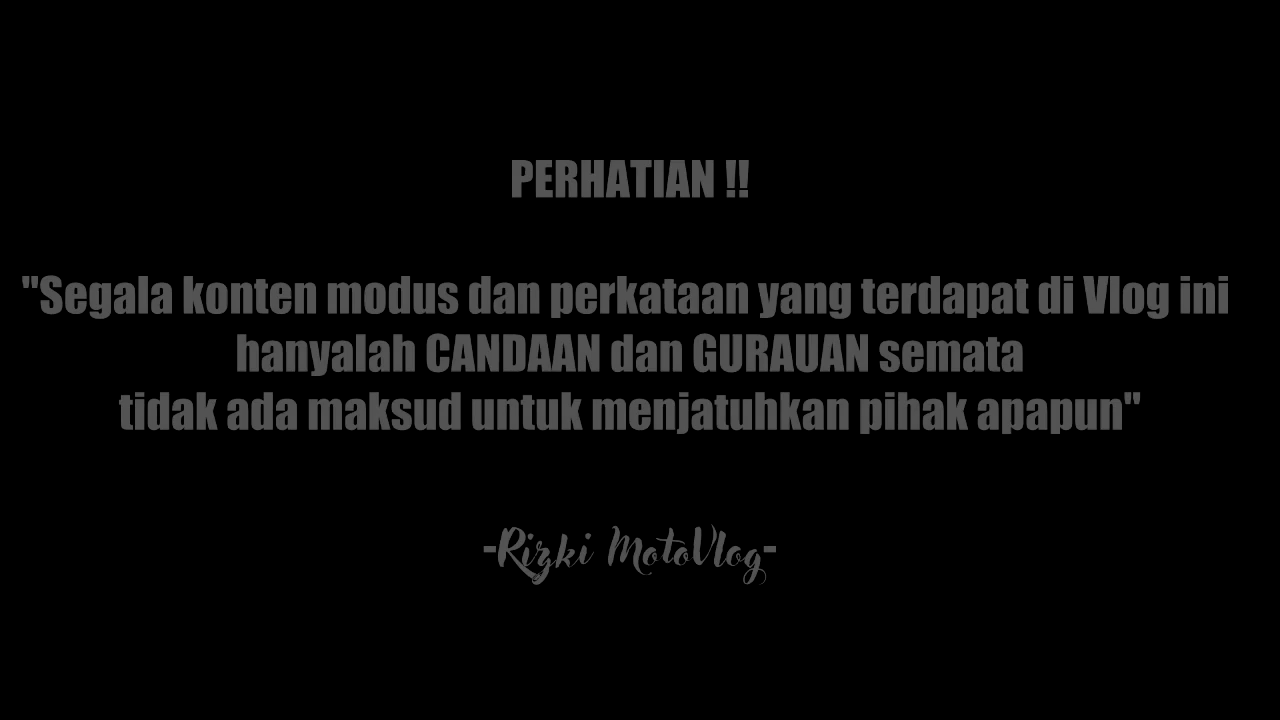 PERHATIAN !!
"Segala konten modus dan perkataan yang terdapat di Vlog ini
hanyalah CANDAAN dan GURAUAN semata
tidak ada maksud untuk menjatuhkan pihak apapun"
-Rizki MotoVlog-